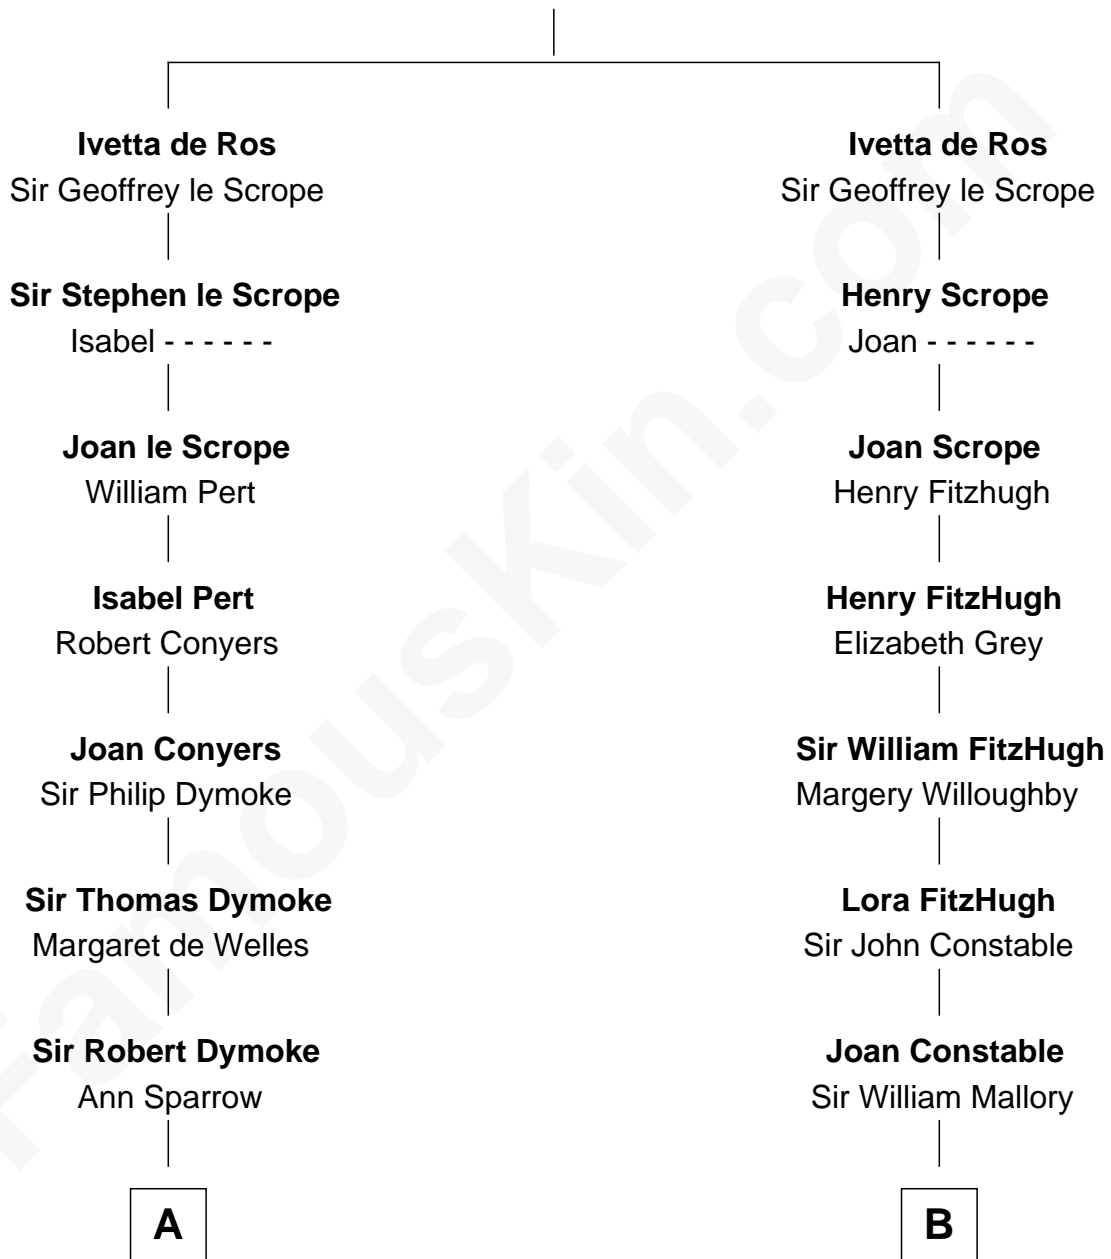 Ivetta de Ros
Sir Geoffrey le Scrope
Sir Stephen le Scrope
Isabel - - - - - -
Joan le Scrope
William Pert
Isabel Pert
Robert Conyers
Joan Conyers
Sir Philip Dymoke
Sir Thomas Dymoke
Margaret de Welles
Sir Robert Dymoke
Ann Sparrow
A
Ivetta de Ros
Sir Geoffrey le Scrope
Henry Scrope
Joan - - - - - -
Joan Scrope
Henry Fitzhugh
Henry FitzHugh
Elizabeth Grey
Sir William FitzHugh
Margery Willoughby
Lora FitzHugh
Sir John Constable
Joan Constable
Sir William Mallory
B
FamousKin.com